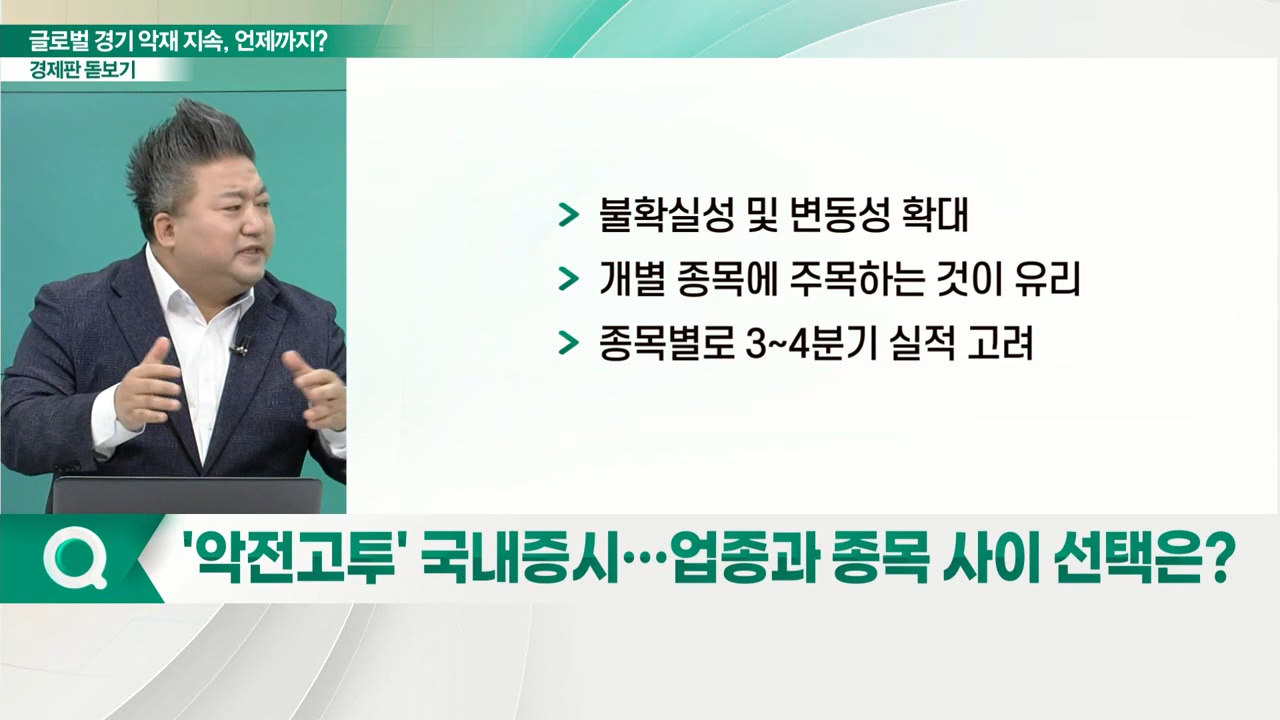 글로벌 경기 악재 지속, 언제까지?
경제판 돋보기
> 불확실성 및 변동성 확대
> 개별 종목에 주목하는 것이 유리
> 종목별로 3~4분기 실적 고려
'악전고투' 국내증시…업종과 종목 사이 선택은?